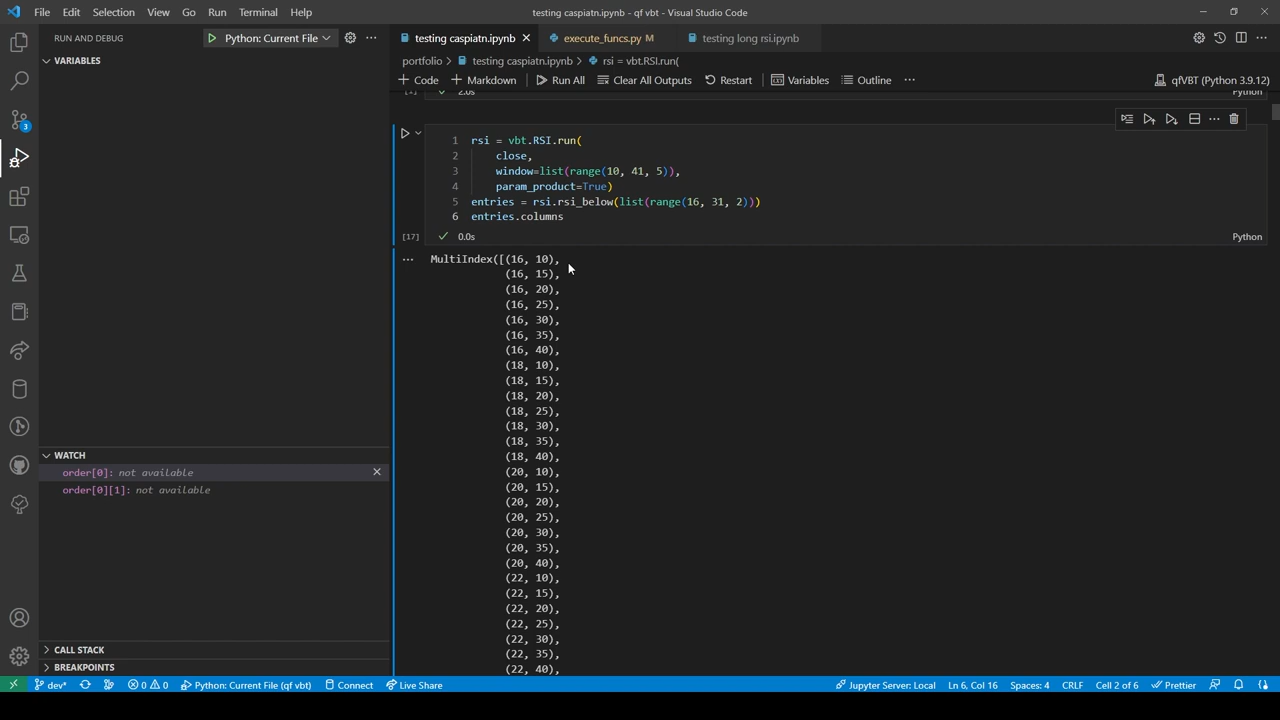 File Edit Selection View Go Run Terminal Help
testing caspiatn.ipynb - qf vbt - Visual Studio Code
RUN AND DEBUG
Python: Current File
testing caspiatn.ipynb
execute_funcs.py M
testing long rsi.ipynb
VARIABLES
portfolio > testing caspiatn.ipynb > rsi = vbt.RSI.run(
+ Code + Markdown Run All Clear All Outputs Restart Variables Outline ...
qfVBT (Python 3.9.12)
[1] 2.0s Python
1 rsi = vbt.RSI.run(
2 close,
3 window=list(range(10, 41, 5)),
4 param_product=True)
5 entries = rsi.rsi_below(list(range(16, 31, 2)))
6 entries.columns
[17] 0.0s Python
MultiIndex([(16, 10),
(16, 15),
(16, 20),
(16, 25),
(16, 30),
(16, 35),
(16, 40),
(18, 10),
(18, 15),
(18, 20),
(18, 25),
(18, 30),
(18, 35),
(18, 40),
(20, 10),
(20, 15),
(20, 20),
(20, 25),
(20, 30),
(20, 35),
(20, 40),
(22, 10),
(22, 15),
(22, 20),
(22, 25),
(22, 30),
(22, 35),
(22, 40),
3
WATCH
order[0]: not available
order[0][1]: not available
CALL STACK
BREAKPOINTS
dev* 0 0 Python: Current File (qf vbt) Connect Live Share
Jupyter Server: Local Ln 6, Col 16 Spaces: 4 CRLF Cell 2 of 6 Prettier